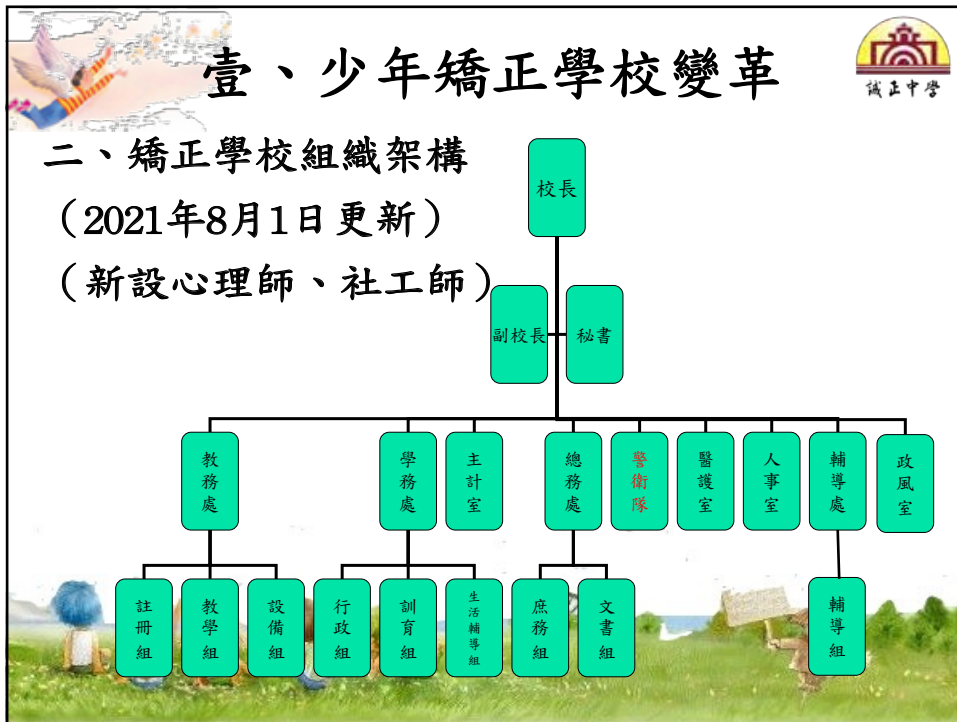 壹、少年矯正學校變革
誠正中學
二、矯正學校組織架構
（2021年8月1日更新）
（新設心理師、社工師）
校長
副校長
秘書
教務處
學務處
主計室
總務處
警衛隊
醫護室
人事室
輔導處
政風室
註冊組
教學組
設備組
行政組
訓育組
生活輔導組
庶務組
文書組
輔導組